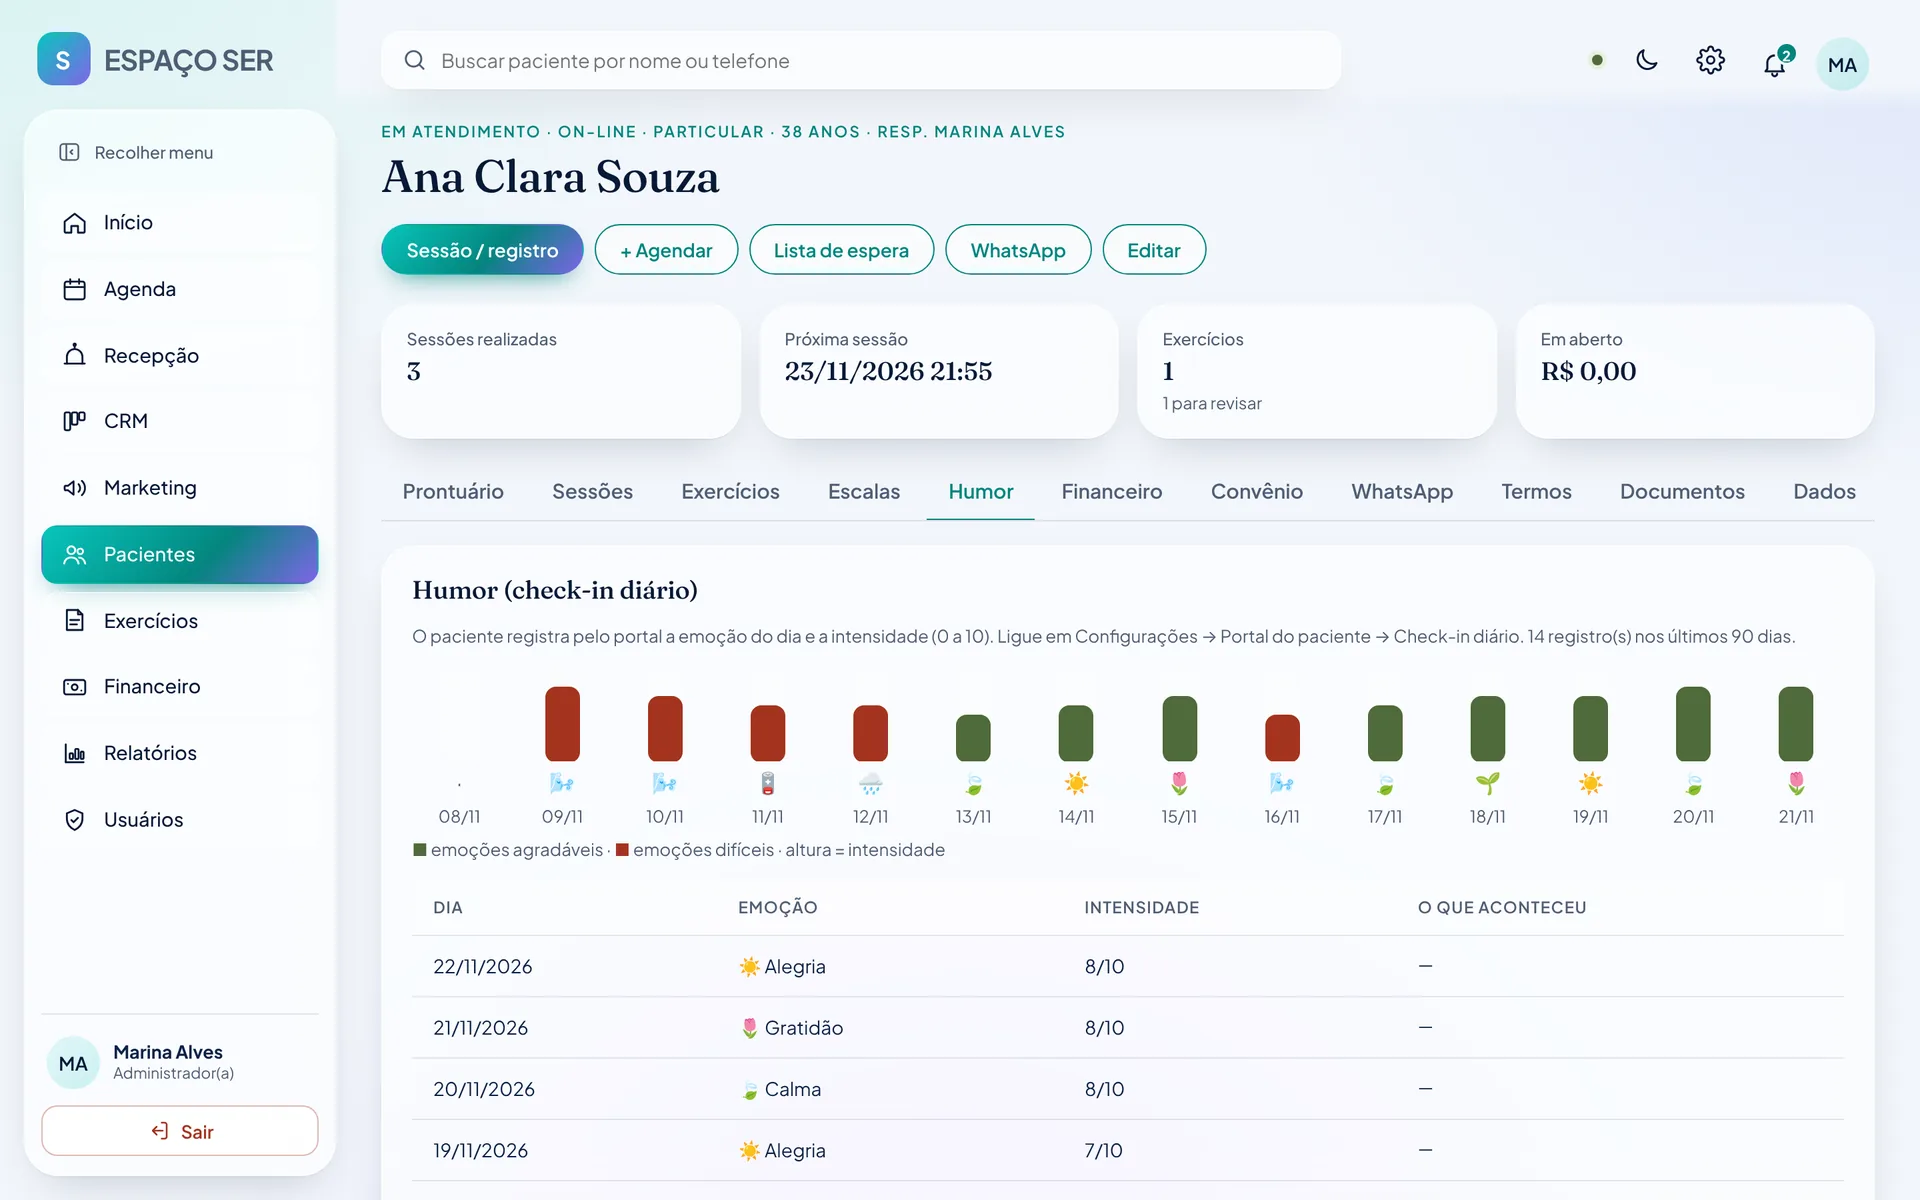 S ESPAÇO SER
Buscar paciente por nome ou telefone
2
MA
Recolher menu
Início
Agenda
Recepção
CRM
Marketing
Pacientes
Exercícios
Financeiro
Relatórios
Usuários
MA
Marina Alves
Administrador(a)
Sair
EM ATENDIMENTO · ON-LINE · PARTICULAR · 38 ANOS · RESP. MARINA ALVES
Ana Clara Souza
Sessão / registro
+ Agendar
Lista de espera
WhatsApp
Editar
Sessões realizadas
3
Próxima sessão
23/11/2026 21:55
Exercícios
1
1 para revisar
Em aberto
R$ 0,00
Prontuário Sessões Exercícios Escalas Humor Financeiro Convênio WhatsApp Termos Documentos Dados
Humor (check-in diário)
O paciente registra pelo portal a emoção do dia e a intensidade (0 a 10). Ligue em Configurações → Portal do paciente → Check-in diário. 14 registro(s) nos últimos 90 dias.
08/11 09/11 10/11 11/11 12/11 13/11 14/11 15/11 16/11 17/11 18/11 19/11 20/11 21/11
emoções agradáveis · emoções difíceis · altura = intensidade
DIA EMOÇÃO INTENSIDADE O QUE ACONTECEU
22/11/2026 ☀️ Alegria 8/10 —
21/11/2026 🌷 Gratidão 8/10 —
20/11/2026 🍃 Calma 8/10 —
19/11/2026 ☀️ Alegria 7/10 —